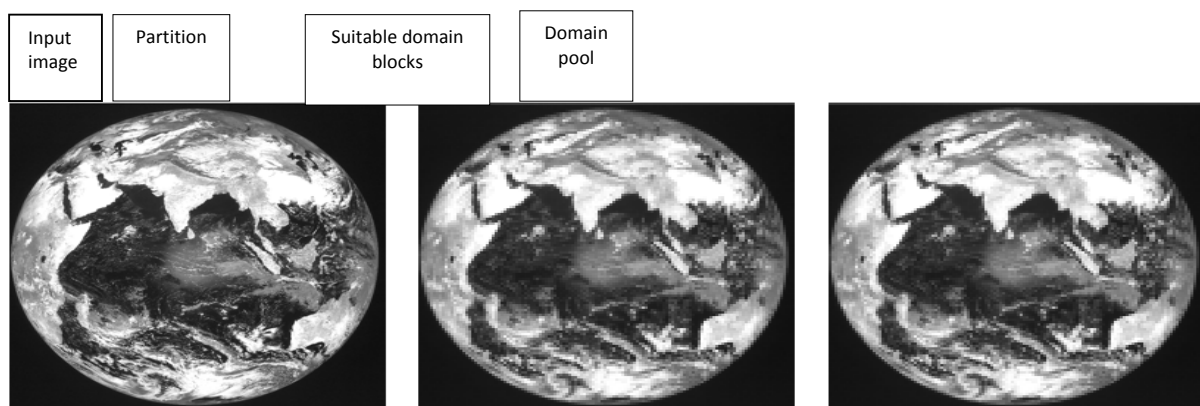 Input
image
Partition
Suitable domain
blocks
Domain
pool